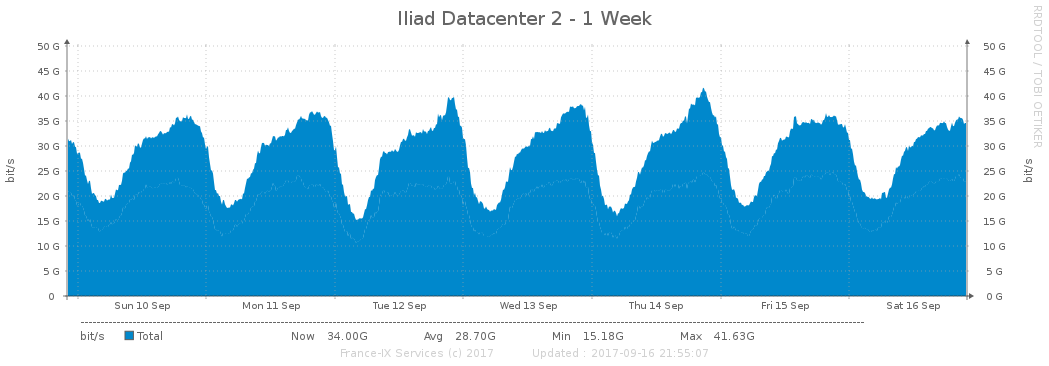 Iliad Datacenter 2 - 1 Week
RRDTOOL / TOBI OETIKER
bit/s
50 G 50 G
45 G 45 G
40 G 40 G
35 G 35 G
30 G 30 G
25 G 25 G
20 G 20 G
15 G 15 G
10 G 10 G
5 G 5 G
0 0 G
bit/s
Sun 10 Sep Mon 11 Sep Tue 12 Sep Wed 13 Sep Thu 14 Sep Fri 15 Sep Sat 16 Sep
bit/s Total Now 34.00G Avg 28.70G Min 15.18G Max 41.63G
France-IX Services (c) 2017 Updated : 2017-09-16 21:55:07